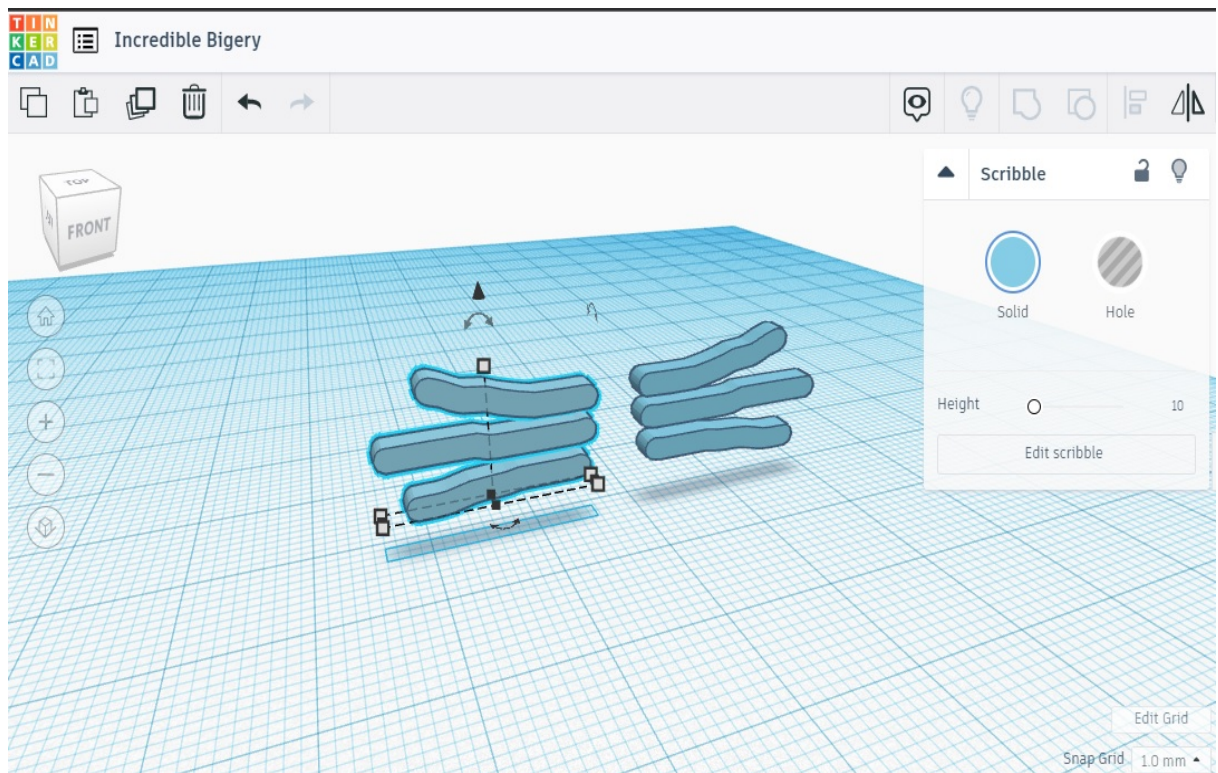 TIN
KER
CAD
Incredible Bigery
TOP
FRONT
Scribble
Solid
Hole
Height
10
Edit scribble
Edit Grid
Snap Grid 1.0 mm